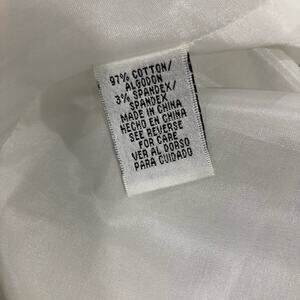 97% COTTON/
ALGODON
3% SPANDEX/
SPANDEX
MADE IN CHINA
HECHO EN CHINA
SEE REVERSE
FOR CARE
VER AL DORSO
PARA CUIDADO